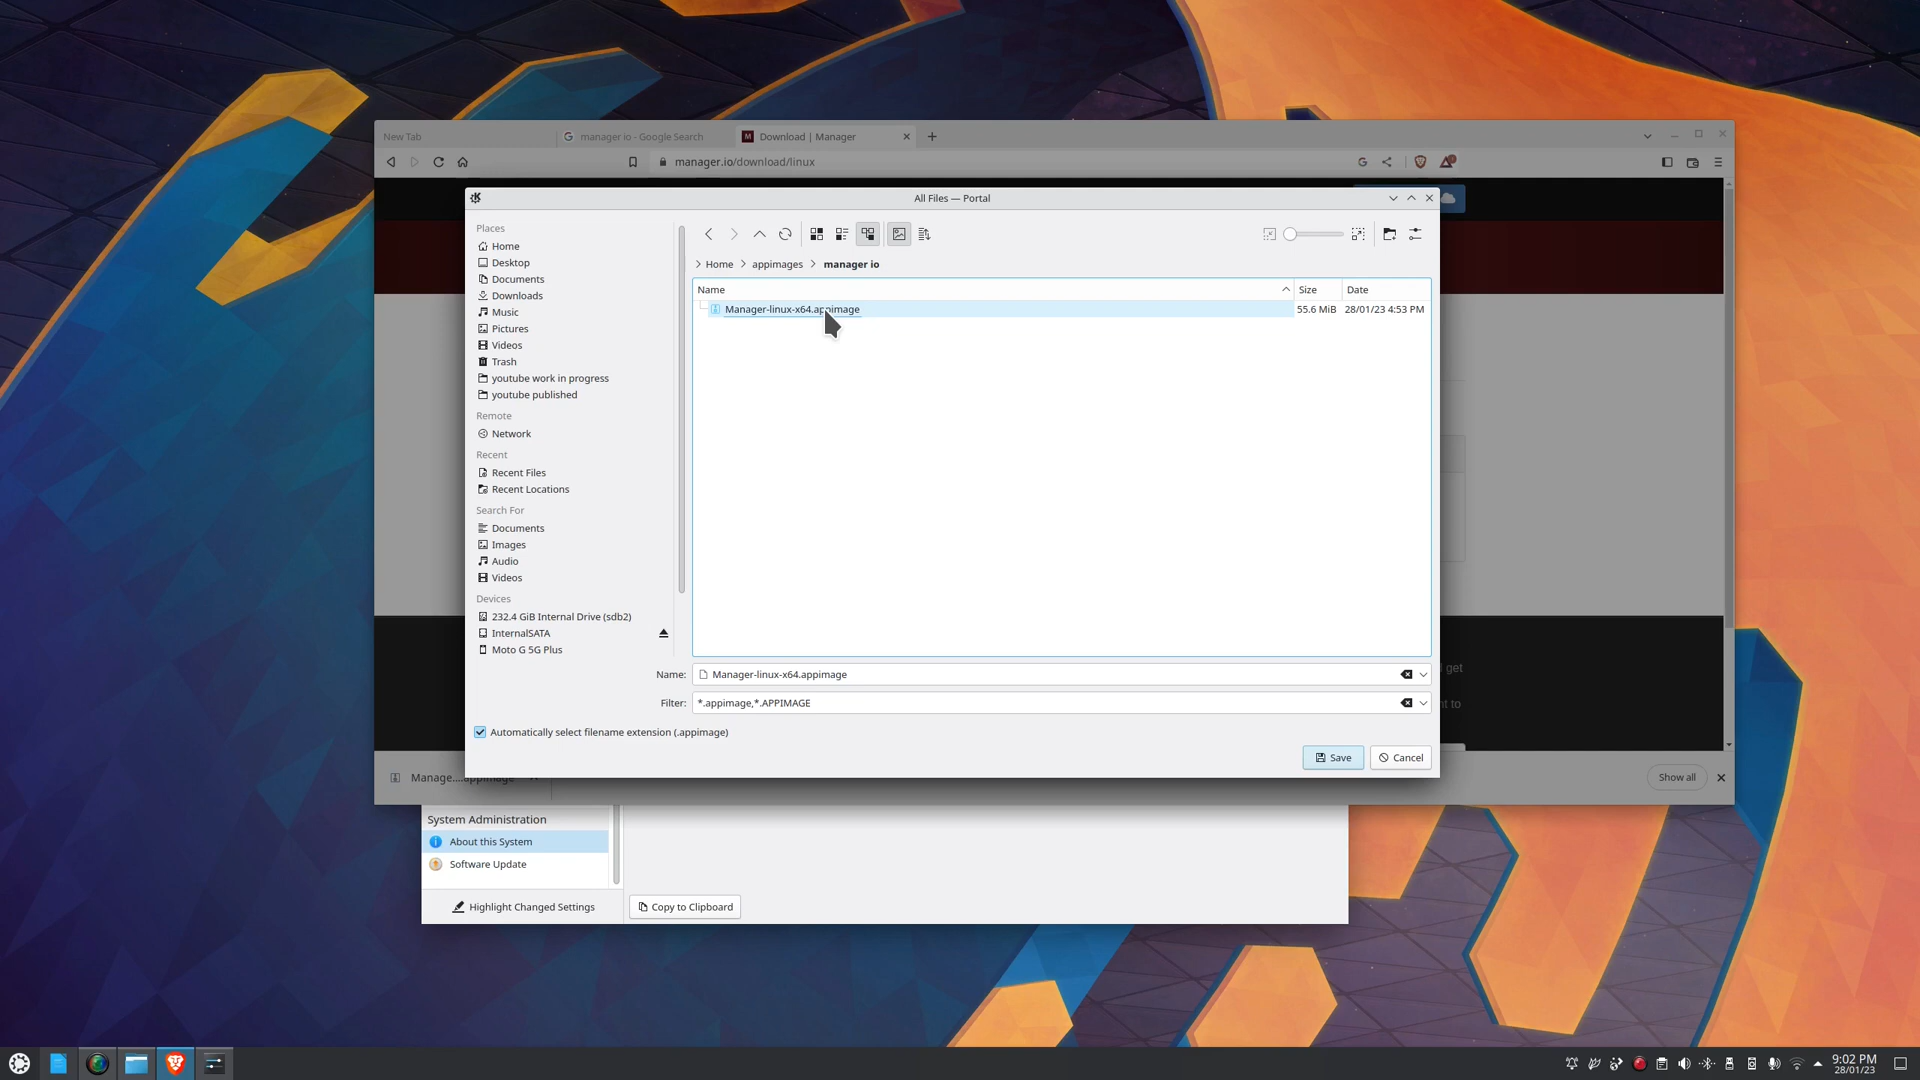 New Tab
manager io - Google Search
Download | Manager
manager.io/download/linux
All Files — Portal
Places
Home
Desktop
Documents
Downloads
Music
Pictures
Videos
Trash
youtube work in progress
youtube published
Remote
Network
Recent
Recent Files
Recent Locations
Search For
Documents
Images
Audio
Videos
Devices
232.4 GiB Internal Drive (sdb2)
InternalSATA
Moto G 5G Plus
Home
appimages
manager io
Name Size Date
Manager-linux-x64.appimage 55.6 MiB 28/01/23 4:53 PM
Name: Manager-linux-x64.appimage
Filter: *.appimage,*.APPIMAGE
Automatically select filename extension (.appimage)
Save
Cancel
get
to
Manage....appimage
Show all
System Administration
About this System
Software Update
Highlight Changed Settings
Copy to Clipboard
9:02 PM
28/01/23